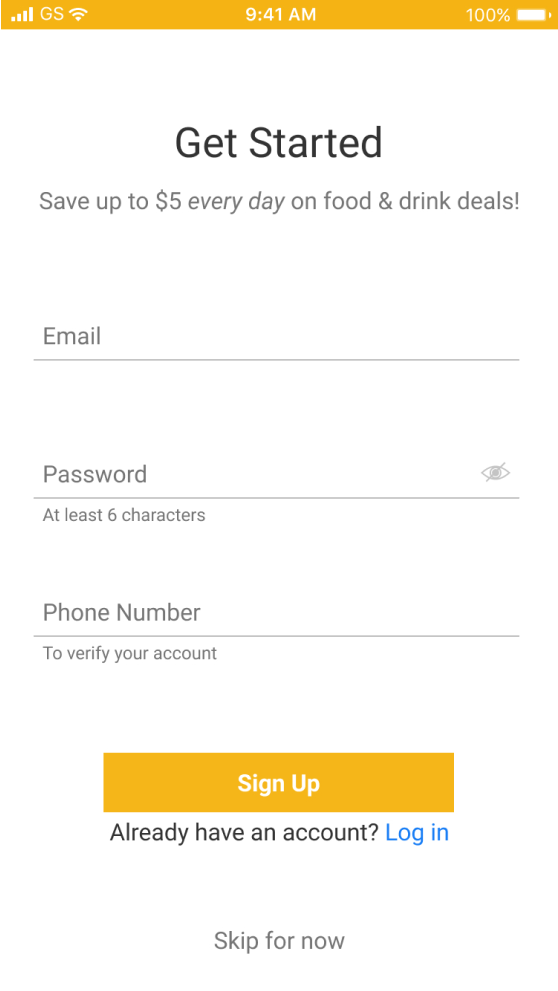 GS 9:41 AM 100%
Get Started
Save up to $5 every day on food & drink deals!
Email
Password
At least 6 characters
Phone Number
To verify your account
Sign Up
Already have an account? Log in
Skip for now